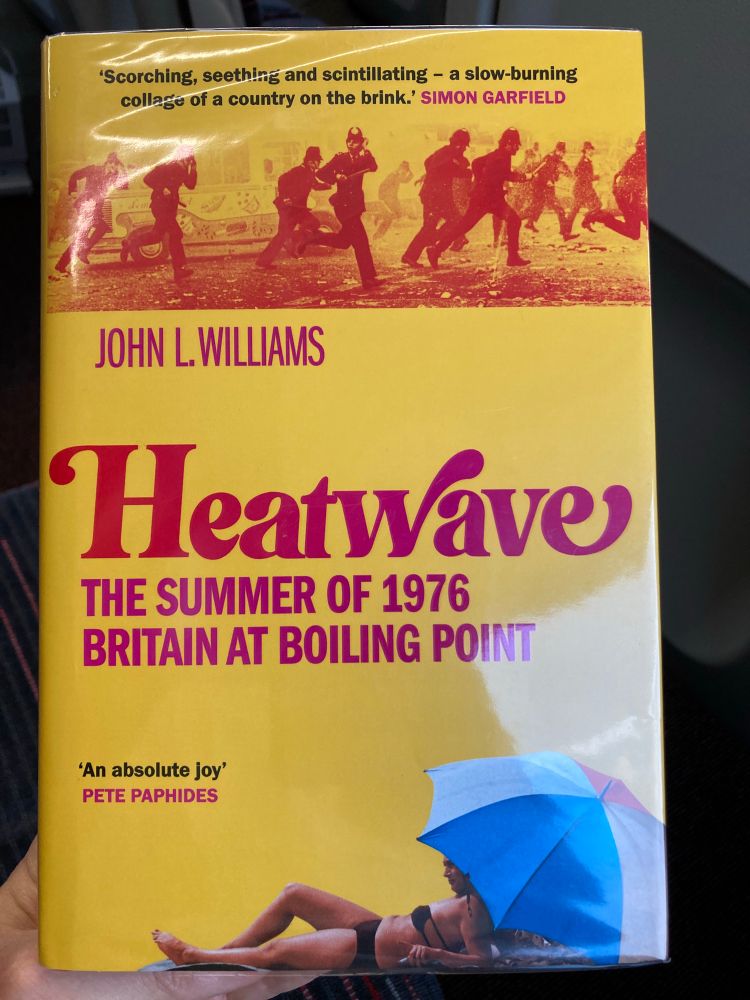 ‘Scorching, seething and scintillating – a slow-burning
collage of a country on the brink.’ SIMON GARFIELD
JOHN L. WILLIAMS
Heatwave
THE SUMMER OF 1976
BRITAIN AT BOILING POINT
‘An absolute joy’
PETE PAPHIDES